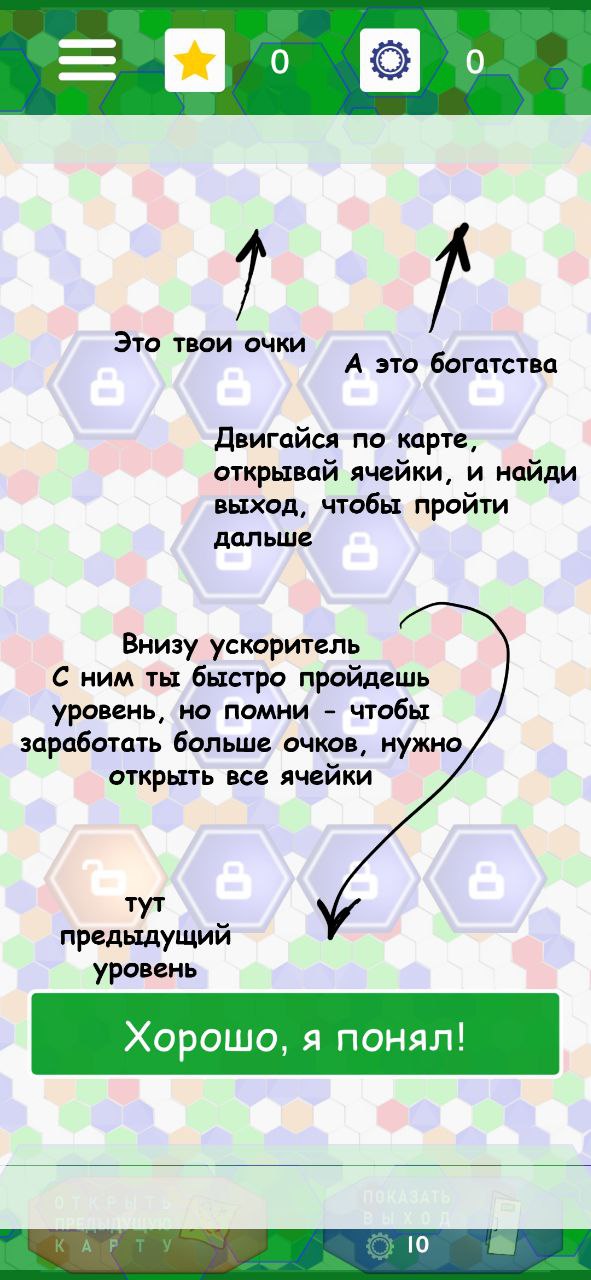 0 0
Это твои очки
А это богатства
Двигайся по карте,
открывай ячейки, и найди
выход, чтобы пройти
дальше
Внизу ускоритель
С ним ты быстро пройдешь
уровень, но помни - чтобы
заработать больше очков, нужно
открыть все ячейки
тут
предыдущий
уровень
Хорошо, я понял!
ОТКРЫТЬ
ПРЕДЫДУЩУЮ
КАРТУ
ПОКАЗАТЬ
ВЫХОД
10